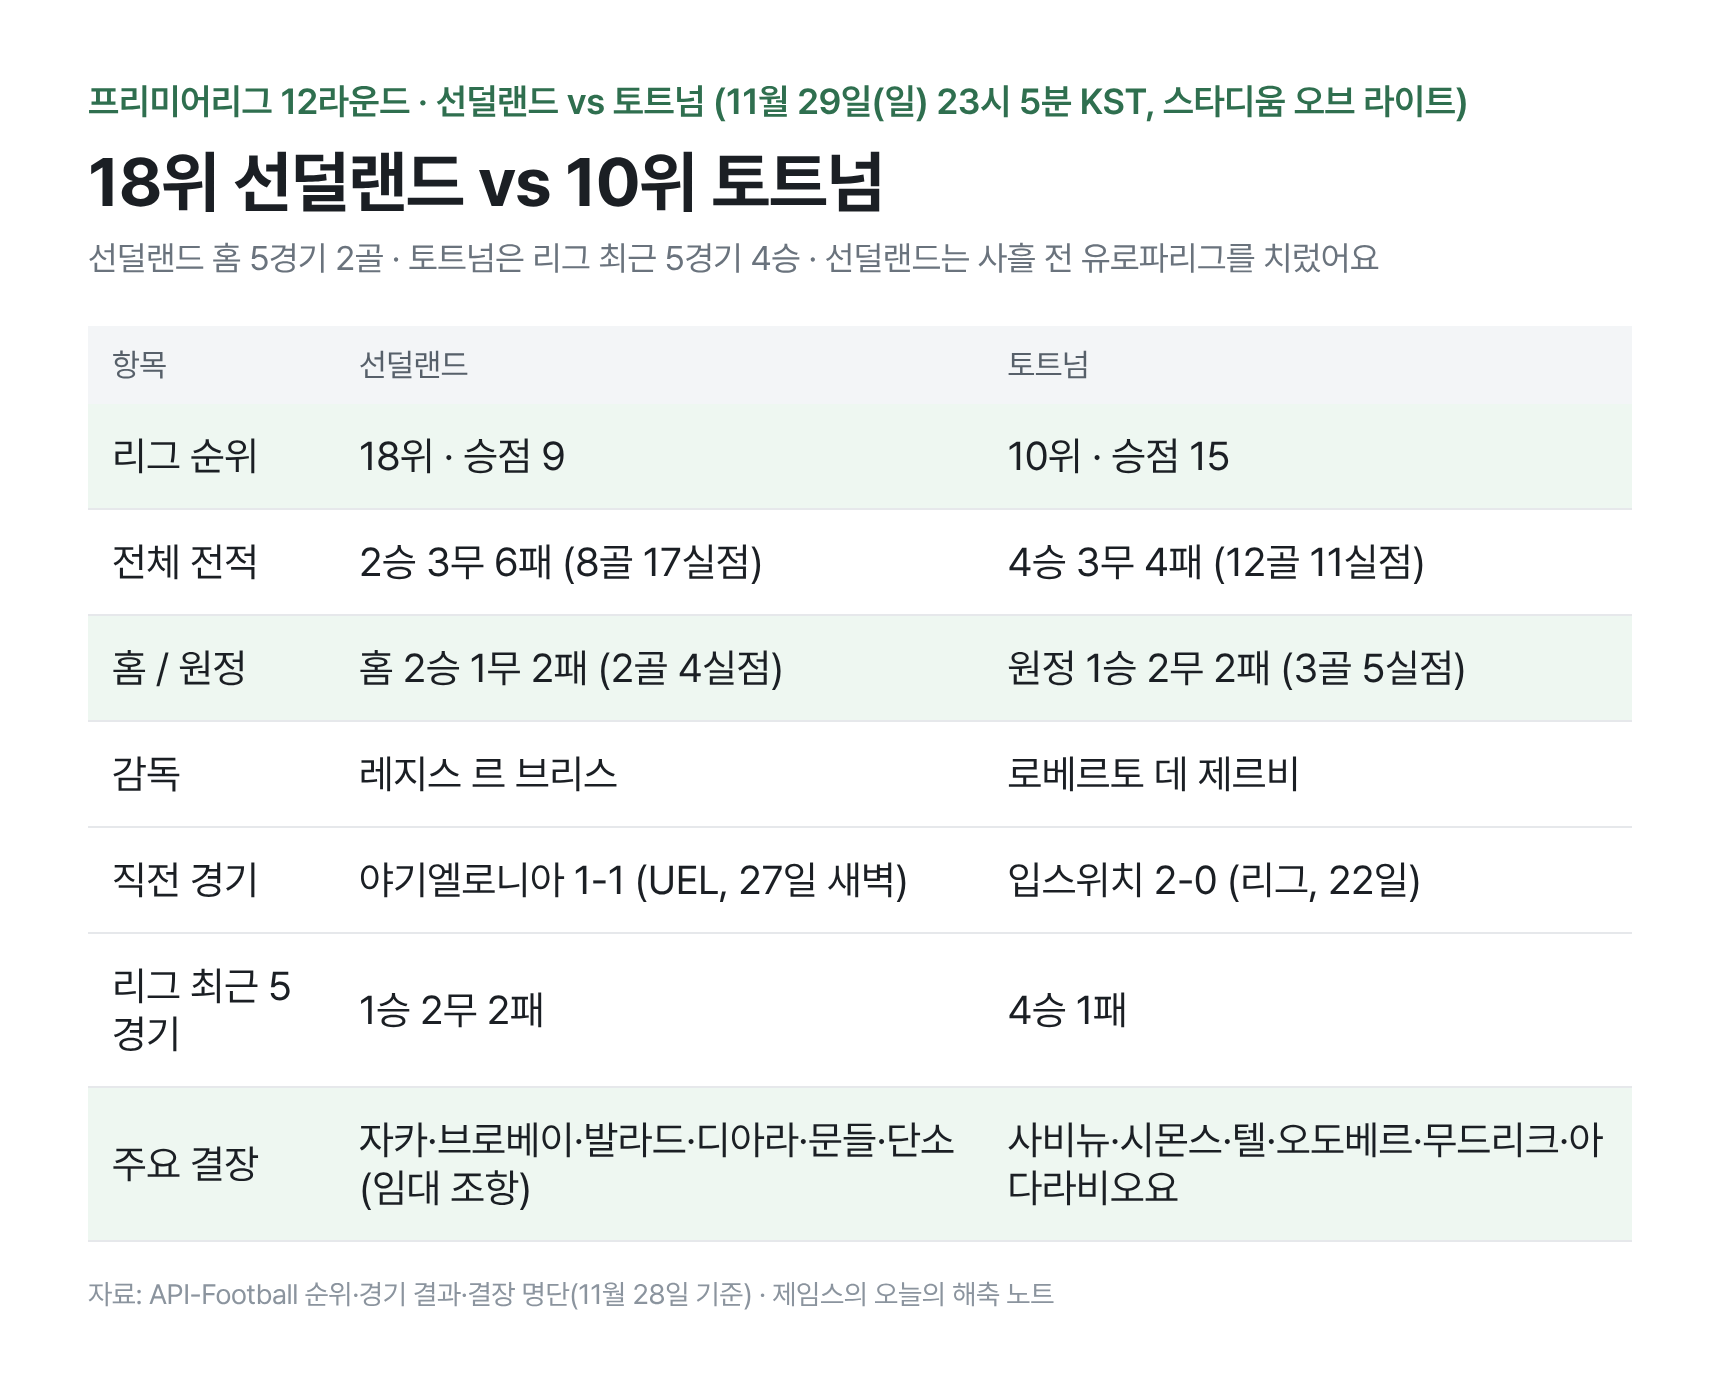 프리미어리그 12라운드 · 선덜랜드 vs 토트넘 (11월 29일(일) 23시 5분 KST, 스타디움 오브 라이트)
18위 선덜랜드 vs 10위 토트넘
선덜랜드 홈 5경기 2골 · 토트넘은 리그 최근 5경기 4승 · 선덜랜드는 사흘 전 유로파리그를 치렀어요
항목 선덜랜드 토트넘
리그 순위 18위 · 승점 9 10위 · 승점 15
전체 전적 2승 3무 6패 (8골 17실점) 4승 3무 4패 (12골 11실점)
홈 / 원정 홈 2승 1무 2패 (2골 4실점) 원정 1승 2무 2패 (3골 5실점)
감독 레지스 르 브리스 로베르토 데 제르비
직전 경기 야기엘로니아 1-1 (UEL, 27일 새벽) 입스위치 2-0 (리그, 22일)
리그 최근 5
경기 1승 2무 2패 4승 1패
주요 결장 자카·브로베이·발라드·디아라·문들·단소
(임대 조항) 사비뉴·시몬스·텔·오도베르·무드리크·아
다라비오요
자료: API-Football 순위·경기 결과·결장 명단(11월 28일 기준) · 제임스의 오늘의 해축 노트